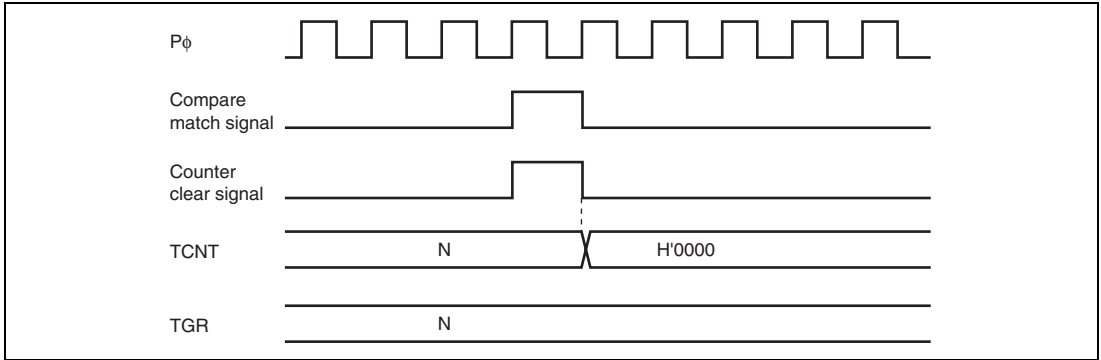 Pϕ
Compare
match signal
Counter
clear signal
TCNT
N
H'0000
TGR
N